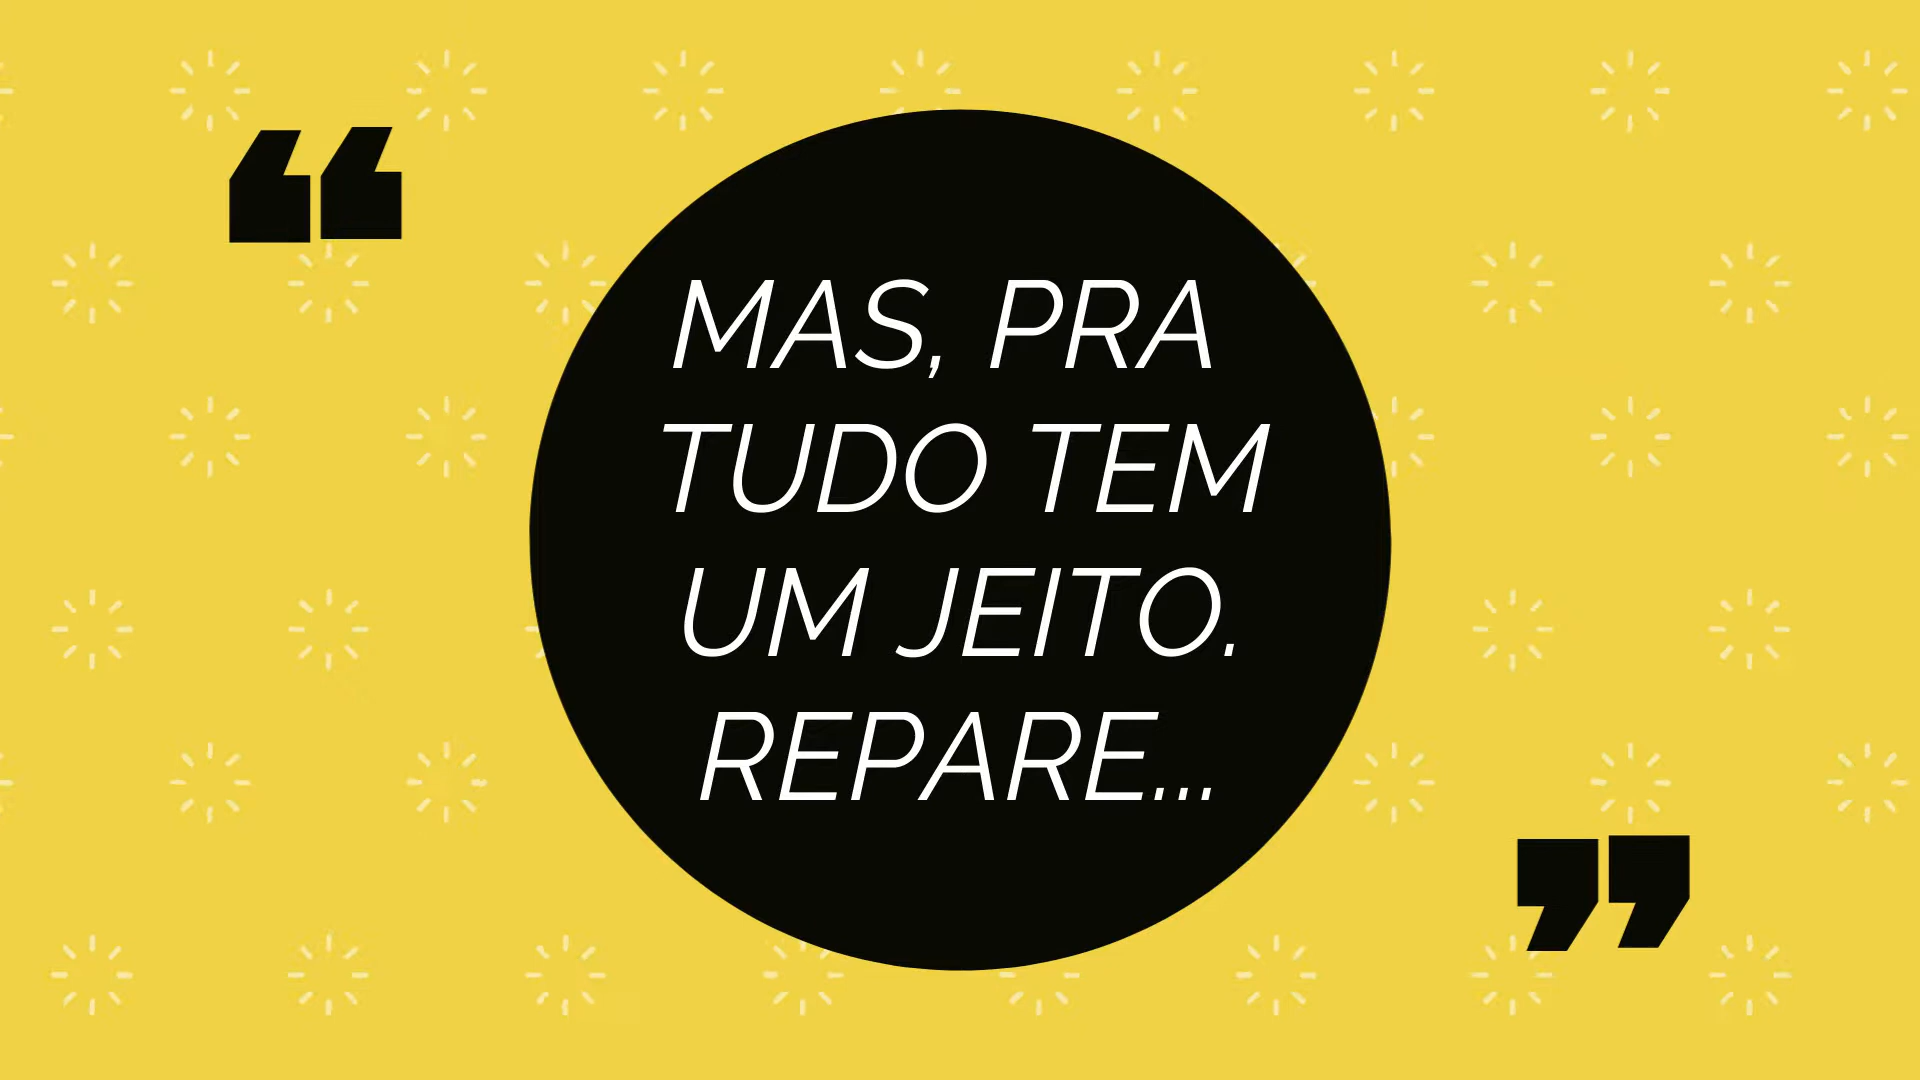 “
MAS, PRA
TUDO TEM
UM JEITO.
REPARE...
”